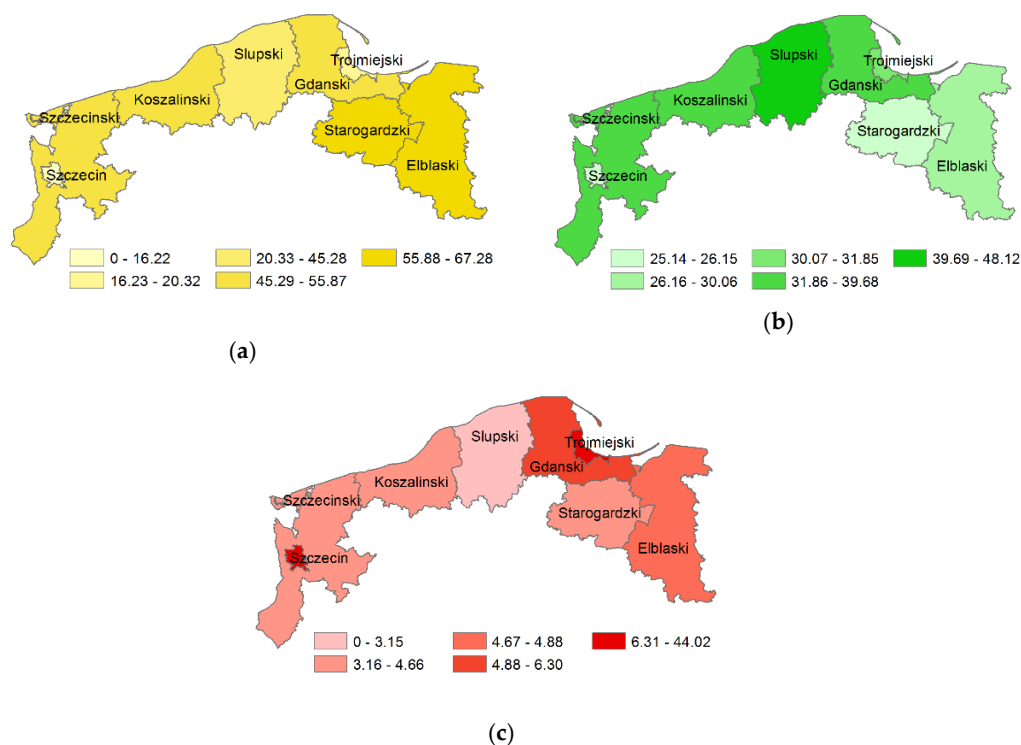 Slupski
Trojmiejski
Gdanski
Koszalinski
Szczecinski
Starogardzki
Elblaski
Szczecin
0 - 16.22
20.33 - 45.28
55.88 - 67.28
16.23 - 20.32
45.29 - 55.87
(a)
Slupski
Trojmiejski
Gdanski
Koszalinski
Szczecinski
Starogardzki
Elblaski
Szczecin
25.14 - 26.15
30.07 - 31.85
39.69 - 48.12
26.16 - 30.06
31.86 - 39.68
(b)
Slupski
Trojmiejski
Gdanski
Koszalinski
Szczecinski
Starogardzki
Elblaski
Szczecin
0 - 3.15
4.67 - 4.88
6.31 - 44.02
3.16 - 4.66
4.88 - 6.30
(c)